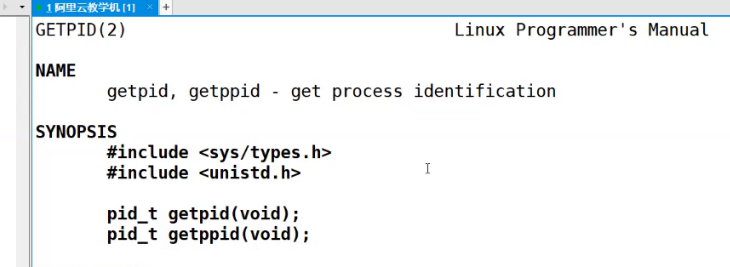 1 阿里云教学机 [1]
GETPID(2) Linux Programmer's Manual
NAME
getpid, getppid - get process identification
SYNOPSIS
#include <sys/types.h>
#include <unistd.h>
pid_t getpid(void);
pid_t getppid(void);